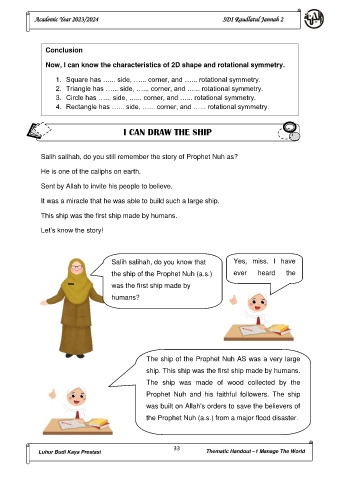 Academic Year 2023/2024
SDI Raudlatul Jannah 2
Conclusion
Now, I can know the characteristics of 2D shape and rotational symmetry.
1. Square has ...... side, ...... corner, and ...... rotational symmetry.
2. Triangle has ...... side, ...... corner, and ...... rotational symmetry.
3. Circle has ...... side, ...... corner, and ...... rotational symmetry.
4. Rectangle has ...... side, ...... corner, and ...... rotational symmetry.
I CAN DRAW THE SHIP
Salih salihah, do you still remember the story of Prophet Nuh as?
He is one of the caliphs on earth.
Sent by Allah to invite his people to believe.
It was a miracle that he was able to build such a large ship.
This ship was the first ship made by humans.
Let's know the story!
Salih salihah, do you know that
the ship of the Prophet Nuh (a.s.)
was the first ship made by
humans?
Yes, miss. I have
ever heard the
The ship of the Prophet Nuh AS was a very large
ship. This ship was the first ship made by humans.
The ship was made of wood collected by the
Prophet Nuh and his faithful followers. The ship
was built on Allah's orders to save the believers of
the Prophet Nuh (a.s.) from a major flood disaster.
Luhur Budi Kaya Prestasi
33
Thematic Handout – 1 Manage The World